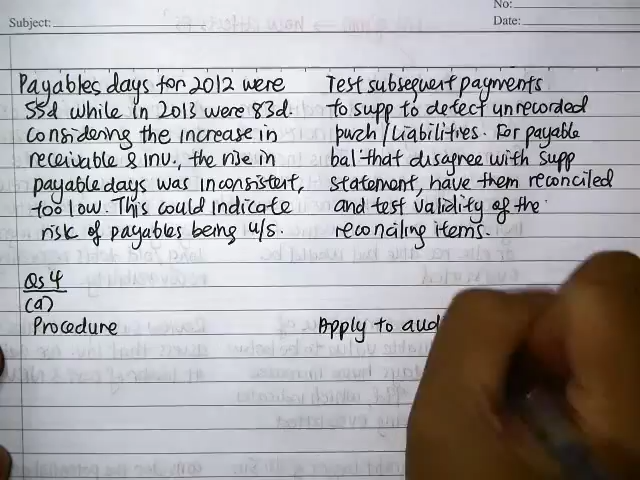 No:
Subject:
Date:
Payables days for 2012 were
55d while in 2013 were 83d.
Considering the increase in
receivable & inv., the rise in
payable days was inconsistent,
too low. This could indicate
risk of payables being u/s.
Test subsequent payments
to supp to detect unrecorded
purch/liabilities. For payable
bal that disagree with supp
statement, have them reconciled
and test validity of the
reconciling items.
Qs 4
(a)
Procedure
Apply to aud